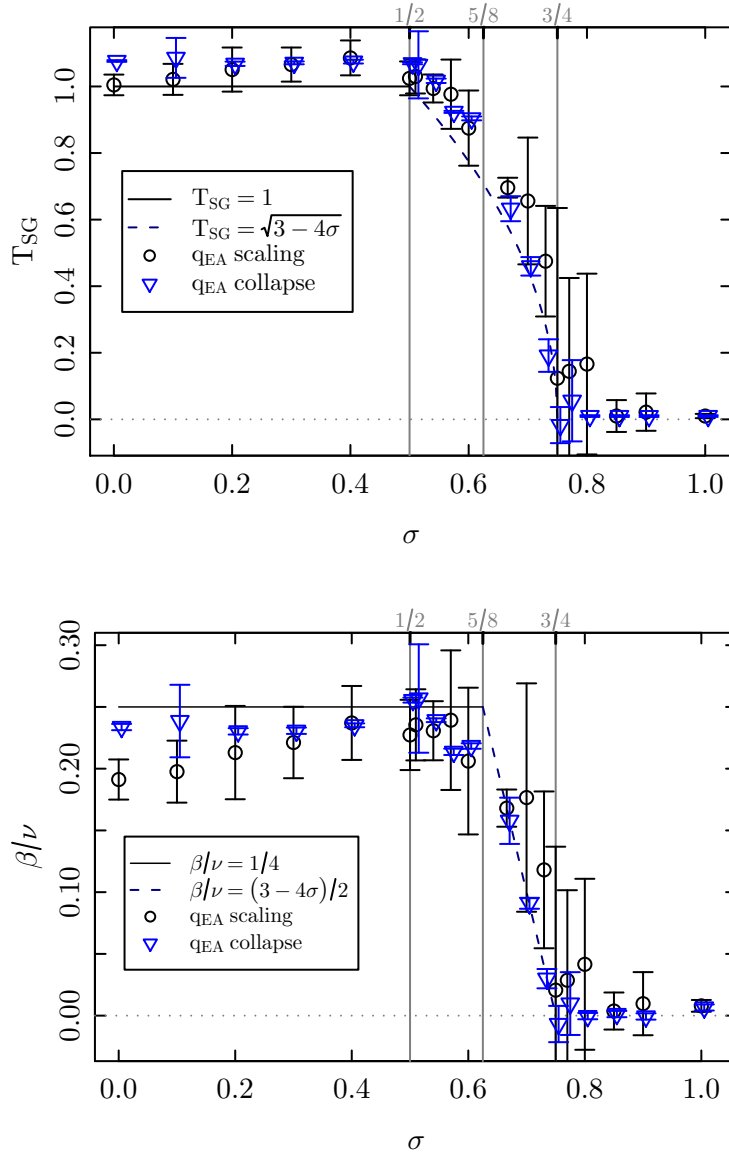 1/2 5/8 3/4
1.0
0.8
0.6
0.4
0.2
0.0
T_SG
T_SG = 1
T_SG = √3 − 4σ
q_EA scaling
q_EA collapse
0.0 0.2 0.4 0.6 0.8 1.0
σ
1/2 5/8 3/4
0.30
0.20
0.10
0.00
β/ν
β/ν = 1/4
β/ν = (3 − 4σ)/2
q_EA scaling
q_EA collapse
0.0 0.2 0.4 0.6 0.8 1.0
σ